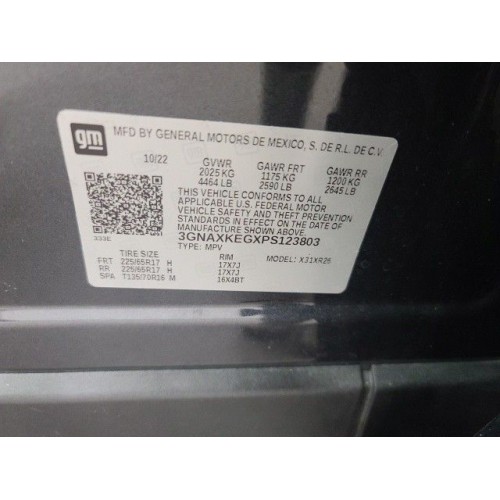 gm
MFD BY GENERAL MOTORS DE MEXICO, S. DE R.L. DE C.V.
10/22 GVWR GAWR FRT GAWR RR
2025 KG 1175 KG 1200 KG
4464 LB 2590 LB 2645 LB
THIS VEHICLE CONFORMS TO ALL
APPLICABLE U.S. FEDERAL MOTOR
VEHICLE SAFETY AND THEFT PREVENTION
STANDARDS IN EFFECT ON THE DATE OF
MANUFACTURE SHOWN ABOVE.
333E 3GNAXKEGXPS123803
TYPE: MPV MODEL: X31XR26
TIRE SIZE RIM
FRT 225/65R17 H 17X7J
RR 225/65R17 H 17X7J
SPA T135/70R16 M 16X4BT